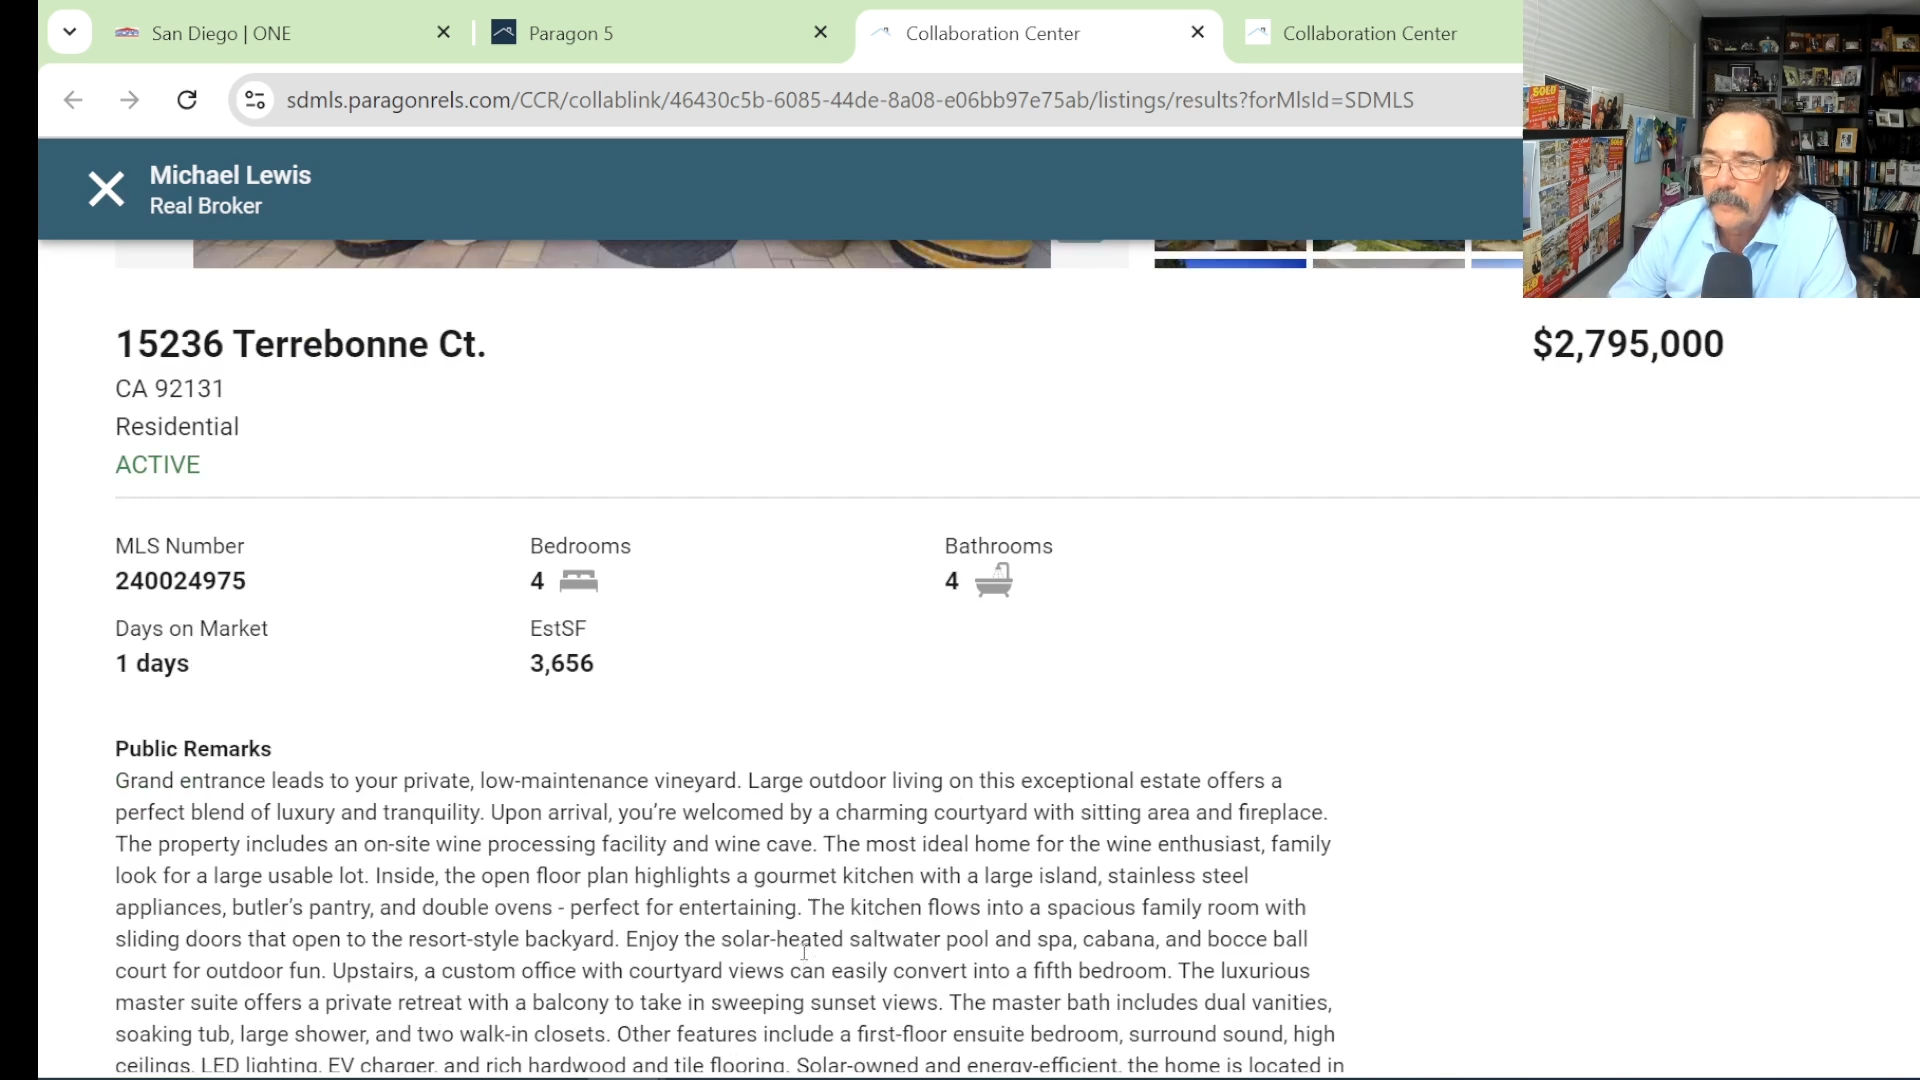 San Diego | ONE
Paragon 5
Collaboration Center
Collaboration Center
sdmls.paragonrels.com/CCR/collablink/46430c5b-6085-44de-8a08-e06bb97e75ab/listings/results?forMlsId=SDMLS
SOLD
Michael Lewis
Real Broker
15236 Terrebonne Ct.
$2,795,000
CA 92131
Residential
ACTIVE
MLS Number
Bedrooms
Bathrooms
240024975
4
4
Days on Market
EstSF
1 days
3,656
Public Remarks
Grand entrance leads to your private, low-maintenance vineyard. Large outdoor living on this exceptional estate offers a
perfect blend of luxury and tranquility. Upon arrival, you’re welcomed by a charming courtyard with sitting area and fireplace.
The property includes an on-site wine processing facility and wine cave. The most ideal home for the wine enthusiast, family
look for a large usable lot. Inside, the open floor plan highlights a gourmet kitchen with a large island, stainless steel
appliances, butler’s pantry, and double ovens - perfect for entertaining. The kitchen flows into a spacious family room with
sliding doors that open to the resort-style backyard. Enjoy the solar-heated saltwater pool and spa, cabana, and bocce ball
court for outdoor fun. Upstairs, a custom office with courtyard views can easily convert into a fifth bedroom. The luxurious
master suite offers a private retreat with a balcony to take in sweeping sunset views. The master bath includes dual vanities,
soaking tub, large shower, and two walk-in closets. Other features include a first-floor ensuite bedroom, surround sound, high
ceilings, LED lighting, EV charger, and rich hardwood and tile flooring. Solar-owned and energy-efficient, the home is located in